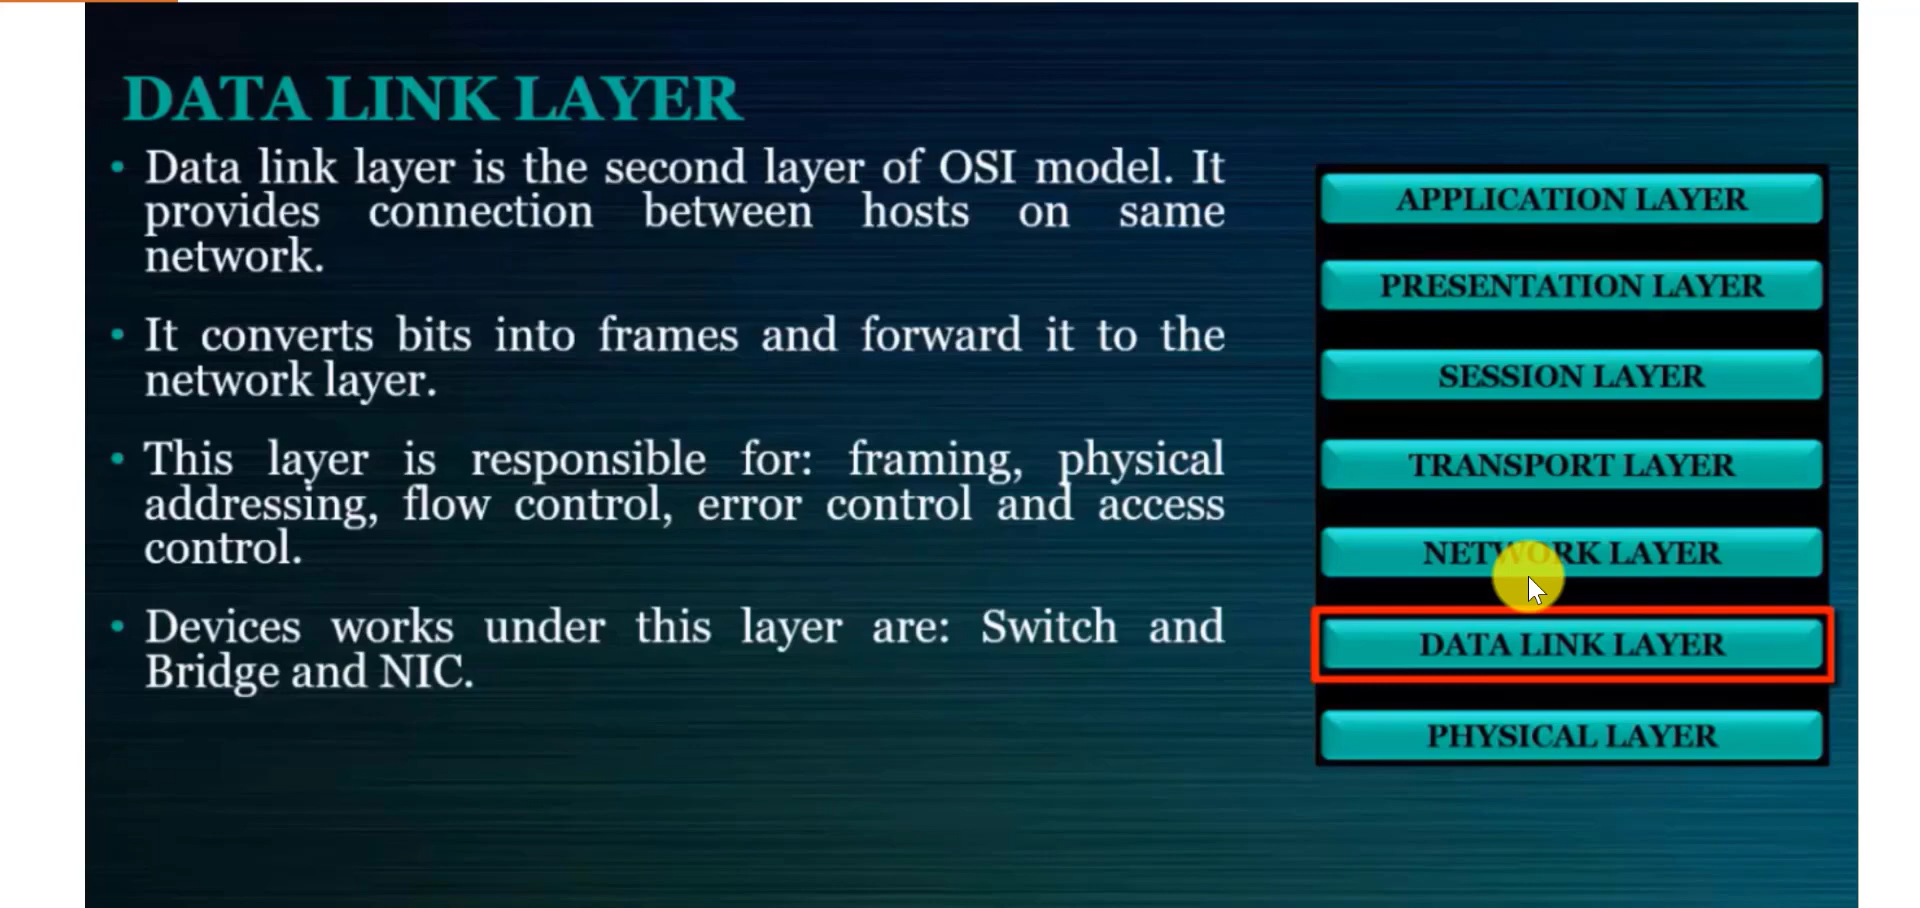 DATA LINK LAYER
• Data link layer is the second layer of OSI model. It
provides connection between hosts on same
network.
• It converts bits into frames and forward it to the
network layer.
• This layer is responsible for: framing, physical
addressing, flow control, error control and access
control.
• Devices works under this layer are: Switch and
Bridge and NIC.
APPLICATION LAYER
PRESENTATION LAYER
SESSION LAYER
TRANSPORT LAYER
NETWORK LAYER
DATA LINK LAYER
PHYSICAL LAYER